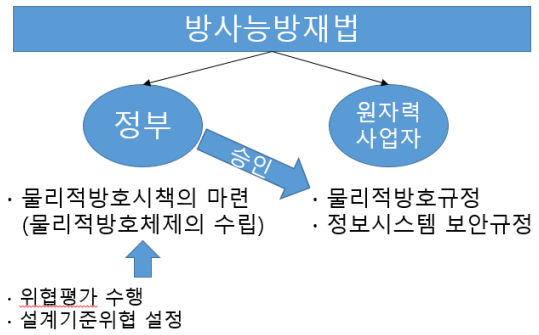 방사능방재법
정부
원자력
사업자
승인
· 물리적방호시책의 마련
(물리적방호체제의 수립)
· 물리적방호규정
· 정보시스템 보안규정
· 위협평가 수행
· 설계기준위협 설정